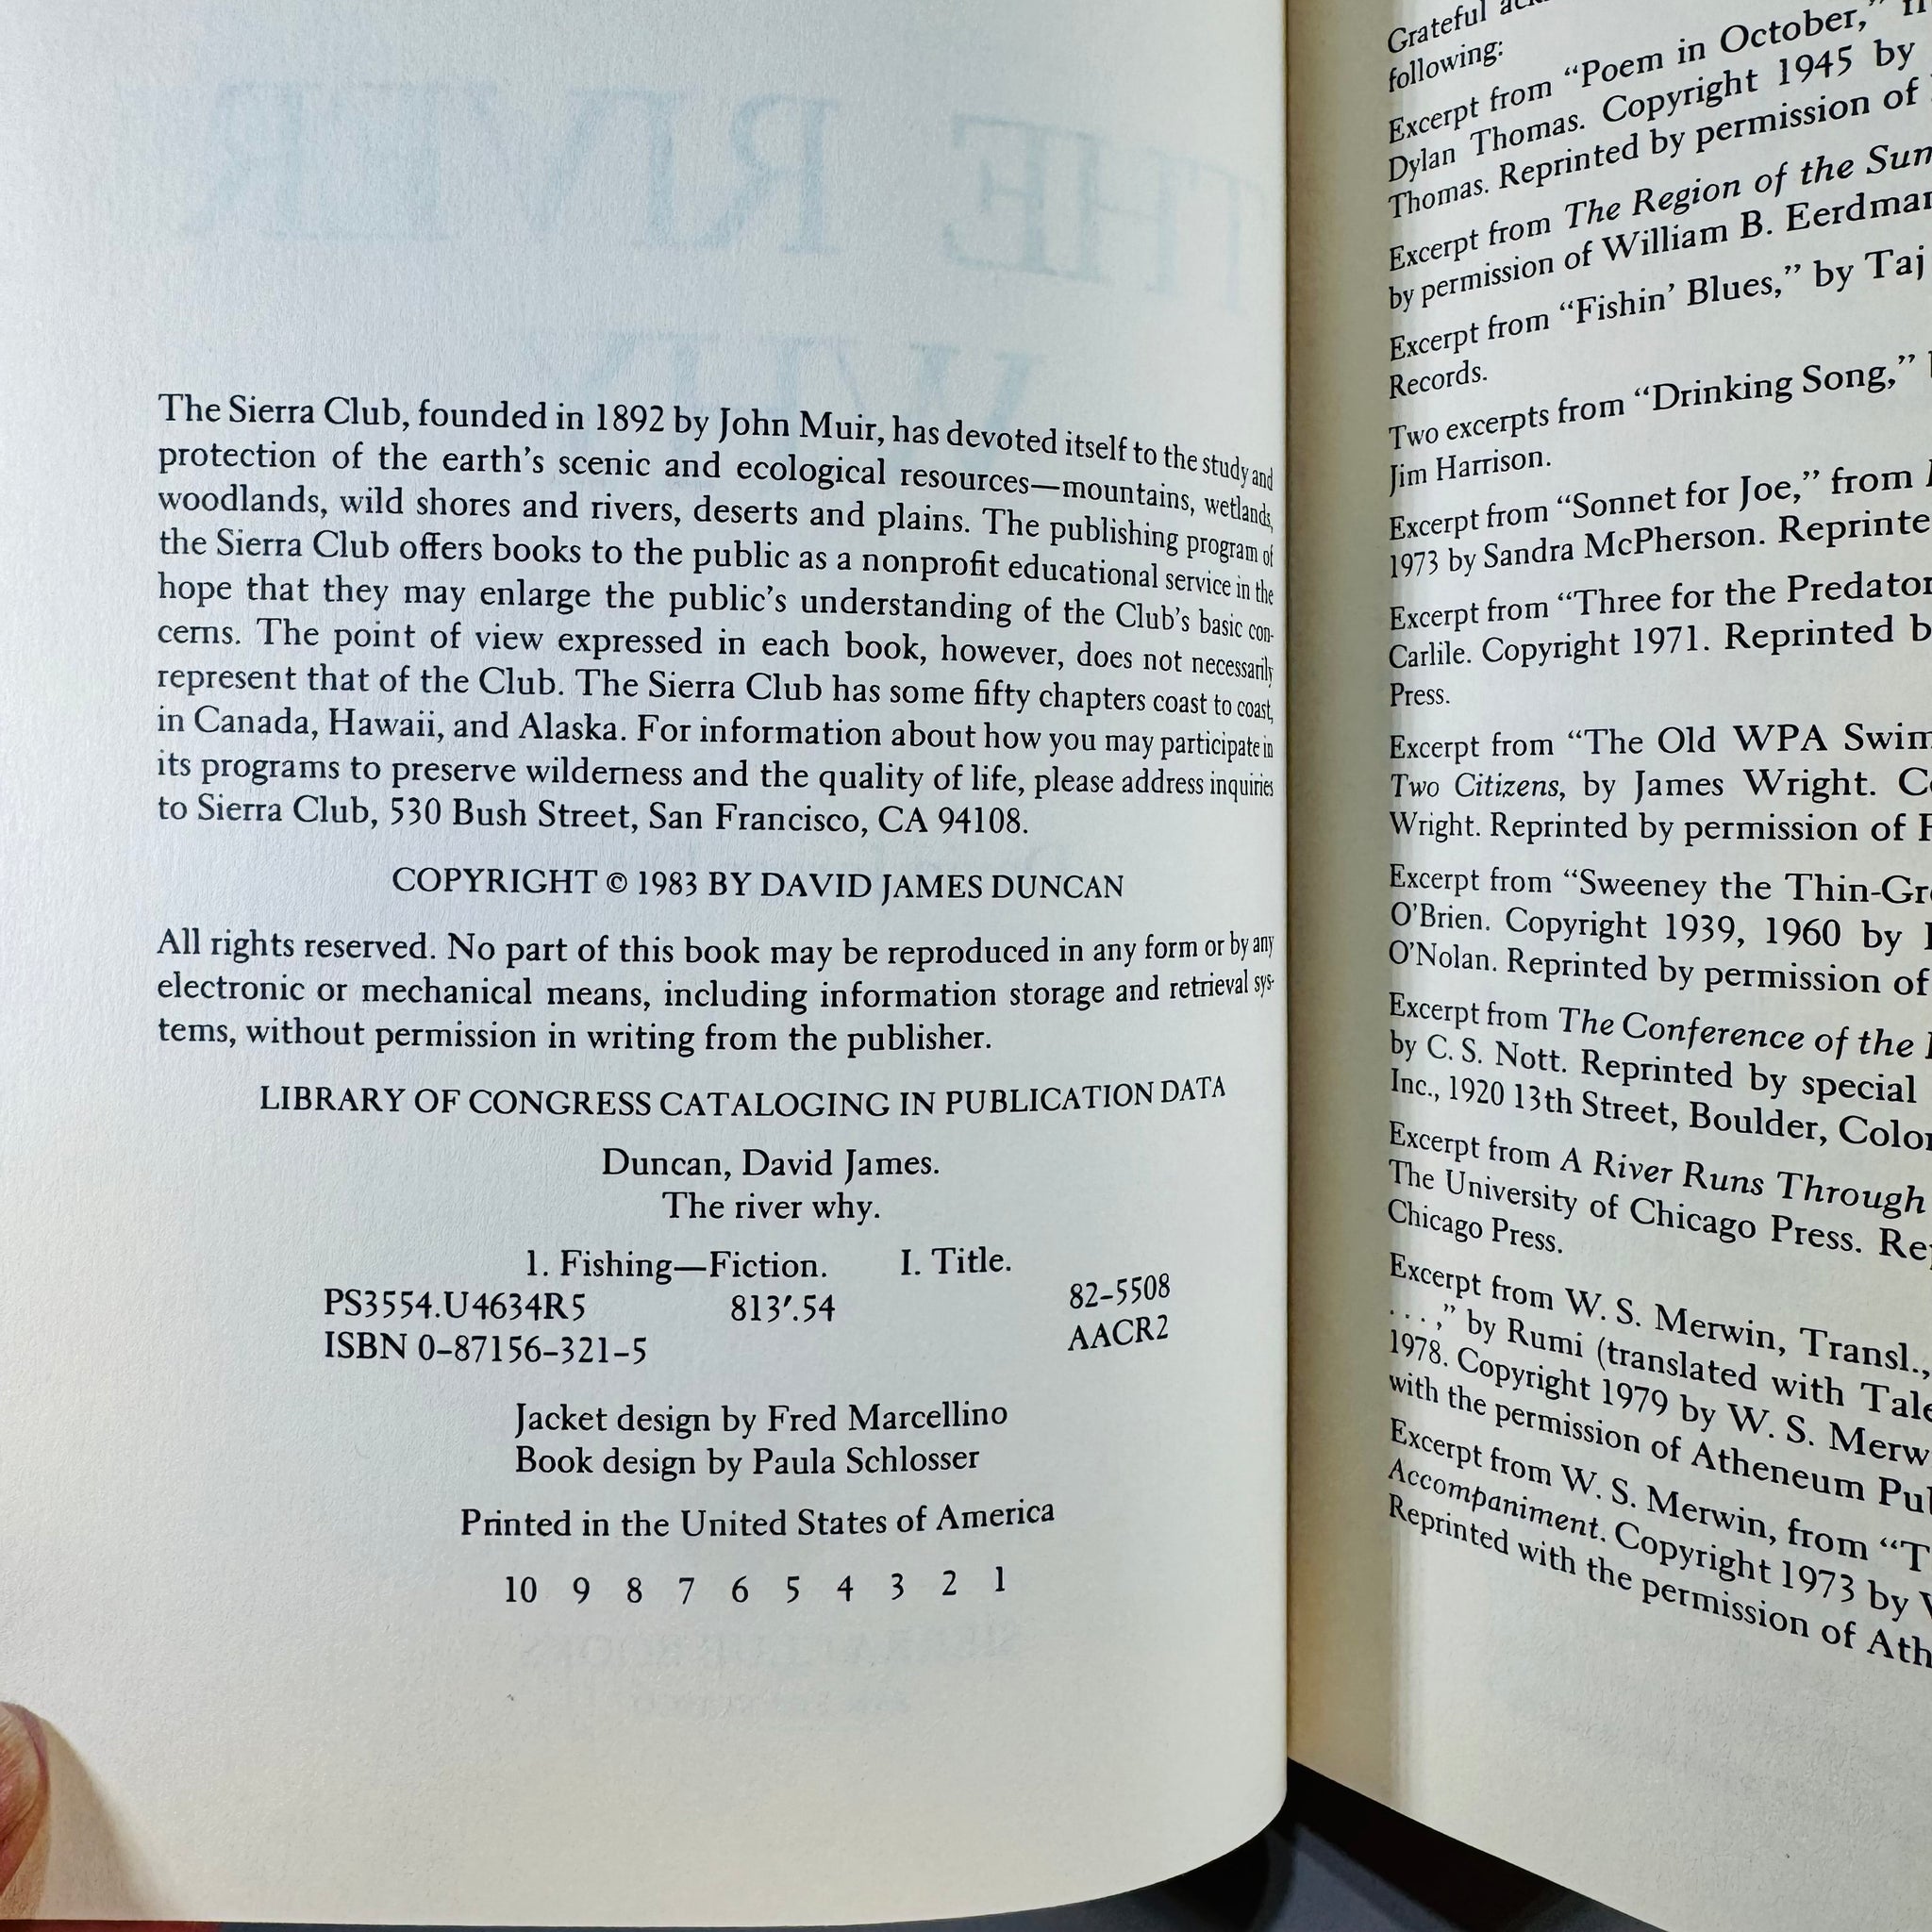 The Sierra Club, founded in 1892 by John Muir, has devoted itself to the study and
protection of the earth's scenic and ecological resources—mountains, wetlands,
woodlands, wild shores and rivers, deserts and plains. The publishing program of
the Sierra Club offers books to the public as a nonprofit educational service in the
hope that they may enlarge the public's understanding of the Club's basic con-
cerns. The point of view expressed in each book, however, does not necessarily
represent that of the Club. The Sierra Club has some fifty chapters coast to coast,
in Canada, Hawaii, and Alaska. For information about how you may participate in
its programs to preserve wilderness and the quality of life, please address inquiries
to Sierra Club, 530 Bush Street, San Francisco, CA 94108.
COPYRIGHT © 1983 BY DAVID JAMES DUNCAN
All rights reserved. No part of this book may be reproduced in any form or by any
electronic or mechanical means, including information storage and retrieval sys-
tems, without permission in writing from the publisher.
LIBRARY OF CONGRESS CATALOGING IN PUBLICATION DATA
Duncan, David James.
The river why.
1. Fishing—Fiction. I. Title.
PS3554.U4634R5 813′.54 82–5508
ISBN 0–87156–321–5 AACR2
Jacket design by Fred Marcellino
Book design by Paula Schlosser
Printed in the United States of America
10 9 8 7 6 5 4 3 2 1
Grateful
following:
Excerpt from “Poem in October,”
Dylan Thomas. Copyright 1945 by
Thomas. Reprinted by permission of
Excerpt from The Region of the
by permission of William B.
Excerpt from “Fishin’ Blues,” by Taj
Records.
Two excerpts from “Drinking Song,”
Jim Harrison.
Excerpt from “Sonnet for Joe,” from
1973 by Sandra McPherson.
Excerpt from “Three for the
Carlile. Copyright 1971. Reprinted
Press.
Excerpt from “The Old WPA
Two Citizens, by James Wright.
Wright. Reprinted by permission of
Excerpt from “Sweeney the
O’Brien. Copyright 1939, 1960 by
O’Nolan. Reprinted by permission of
Excerpt from The Conference of the
by C. S. Nott. Reprinted by special
Inc., 1920 13th Street, Boulder,
Excerpt from A River Runs Through
The University of Chicago Press.
Chicago Press.
Excerpt from W. S. Merwin, Transl.,
. . . ,” by Rumi (translated with
1978. Copyright 1979 by W. S.
with the permission of Atheneum
Excerpt from W. S. Merwin, from
Accompaniment. Copyright 1973 by
Reprinted with the permission of